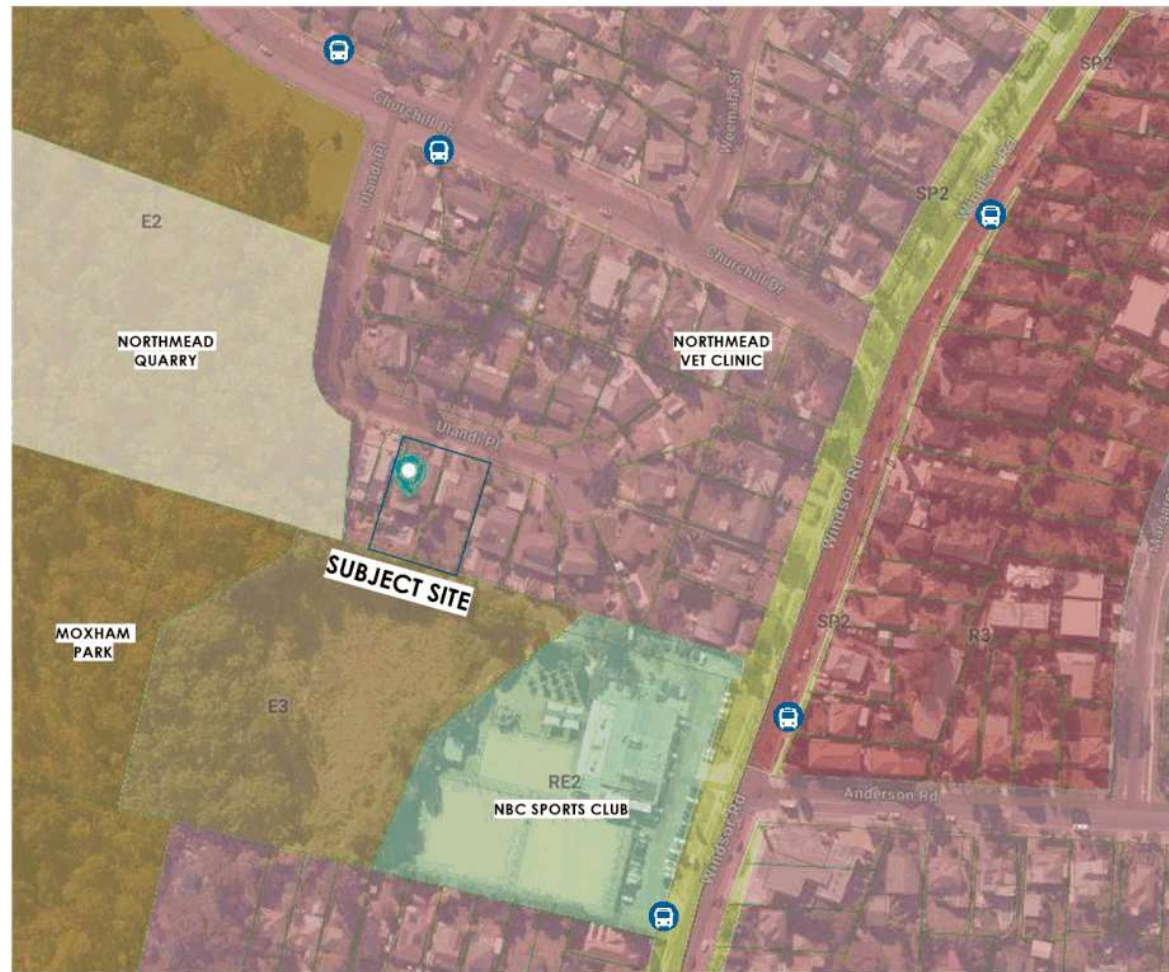 SP2
Churchill Dr
Weemala St
Ulandi Pl
SP2
Windsor Rd
E2
Churchill Dr
NORTHMEAD
QUARRY
NORTHMEAD
VET CLINIC
Ulandi Pl
Windsor Rd
SUBJECT SITE
MOXHAM
PARK
SP2
R3
E3
RE2
NBC SPORTS CLUB
Anderson Rd
Windsor Rd